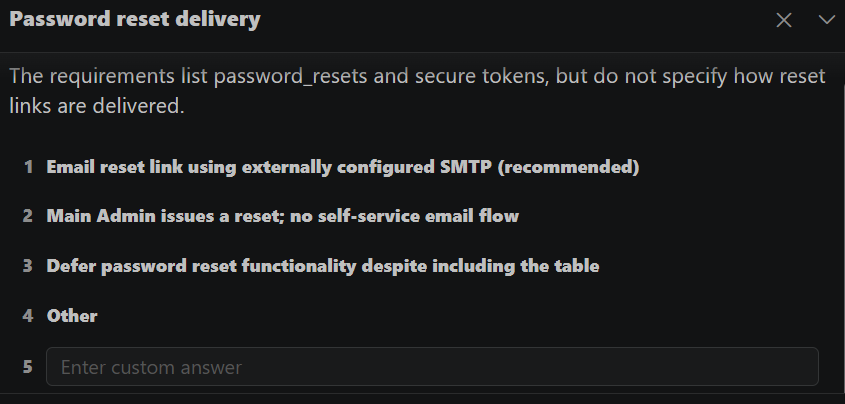 Password reset delivery
The requirements list password_resets and secure tokens, but do not specify how reset
links are delivered.
1 Email reset link using externally configured SMTP (recommended)
2 Main Admin issues a reset; no self-service email flow
3 Defer password reset functionality despite including the table
4 Other
5 Enter custom answer